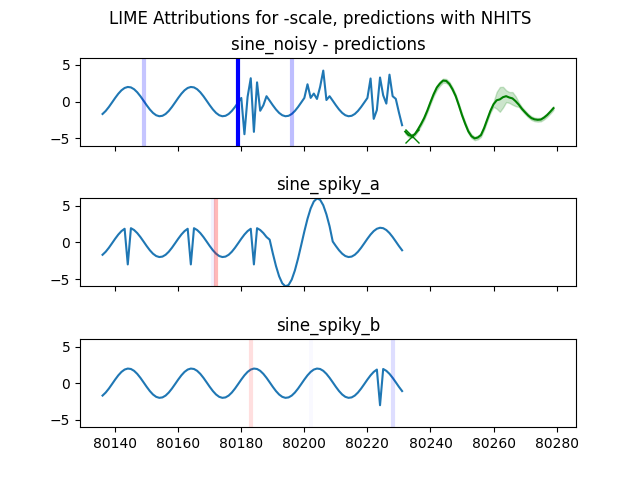 LIME Attributions for -scale, predictions with NHITS
sine_noisy - predictions
5
0
−5
sine_spiky_a
5
0
−5
sine_spiky_b
5
0
−5
80140 80160 80180 80200 80220 80240 80260 80280